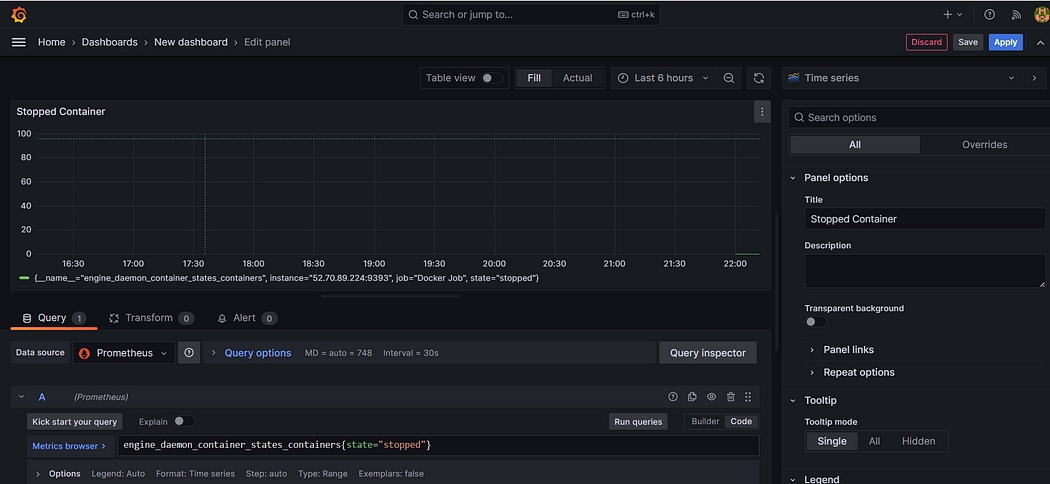 Search or jump to... ctrl+k
Home › Dashboards › New dashboard › Edit panel Discard Save Apply
Table view Fill Actual Last 6 hours Time series
Stopped Container
100
80
60
40
20
0
16:30 17:00 17:30 18:00 18:30 19:00 19:30 20:00 20:30 21:00 21:30 22:00
{__name__="engine_daemon_container_states_containers", instance="52.70.89.224:9393", job="Docker Job", state="stopped"}
Query 1 Transform 0 Alert 0
Data source Prometheus › Query options MD = auto = 748 Interval = 30s Query inspector
A (Prometheus)
Kick start your query Explain Run queries Builder Code
Metrics browser › engine_daemon_container_states_containers{state="stopped"}
› Options Legend: Auto Format: Time series Step: auto Type: Range Exemplars: false
Search options
All Overrides
Panel options
Title
Stopped Container
Description
Transparent background
› Panel links
› Repeat options
Tooltip
Tooltip mode
Single All Hidden
Legend